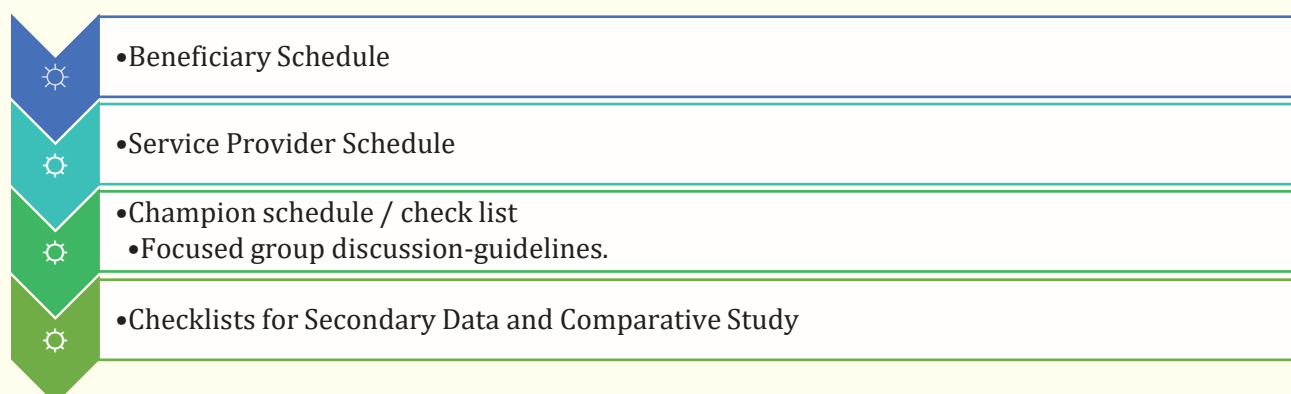 •Beneficiary Schedule
•Service Provider Schedule
•Champion schedule / check list
•Focused group discussion-guidelines.
•Checklists for Secondary Data and Comparative Study